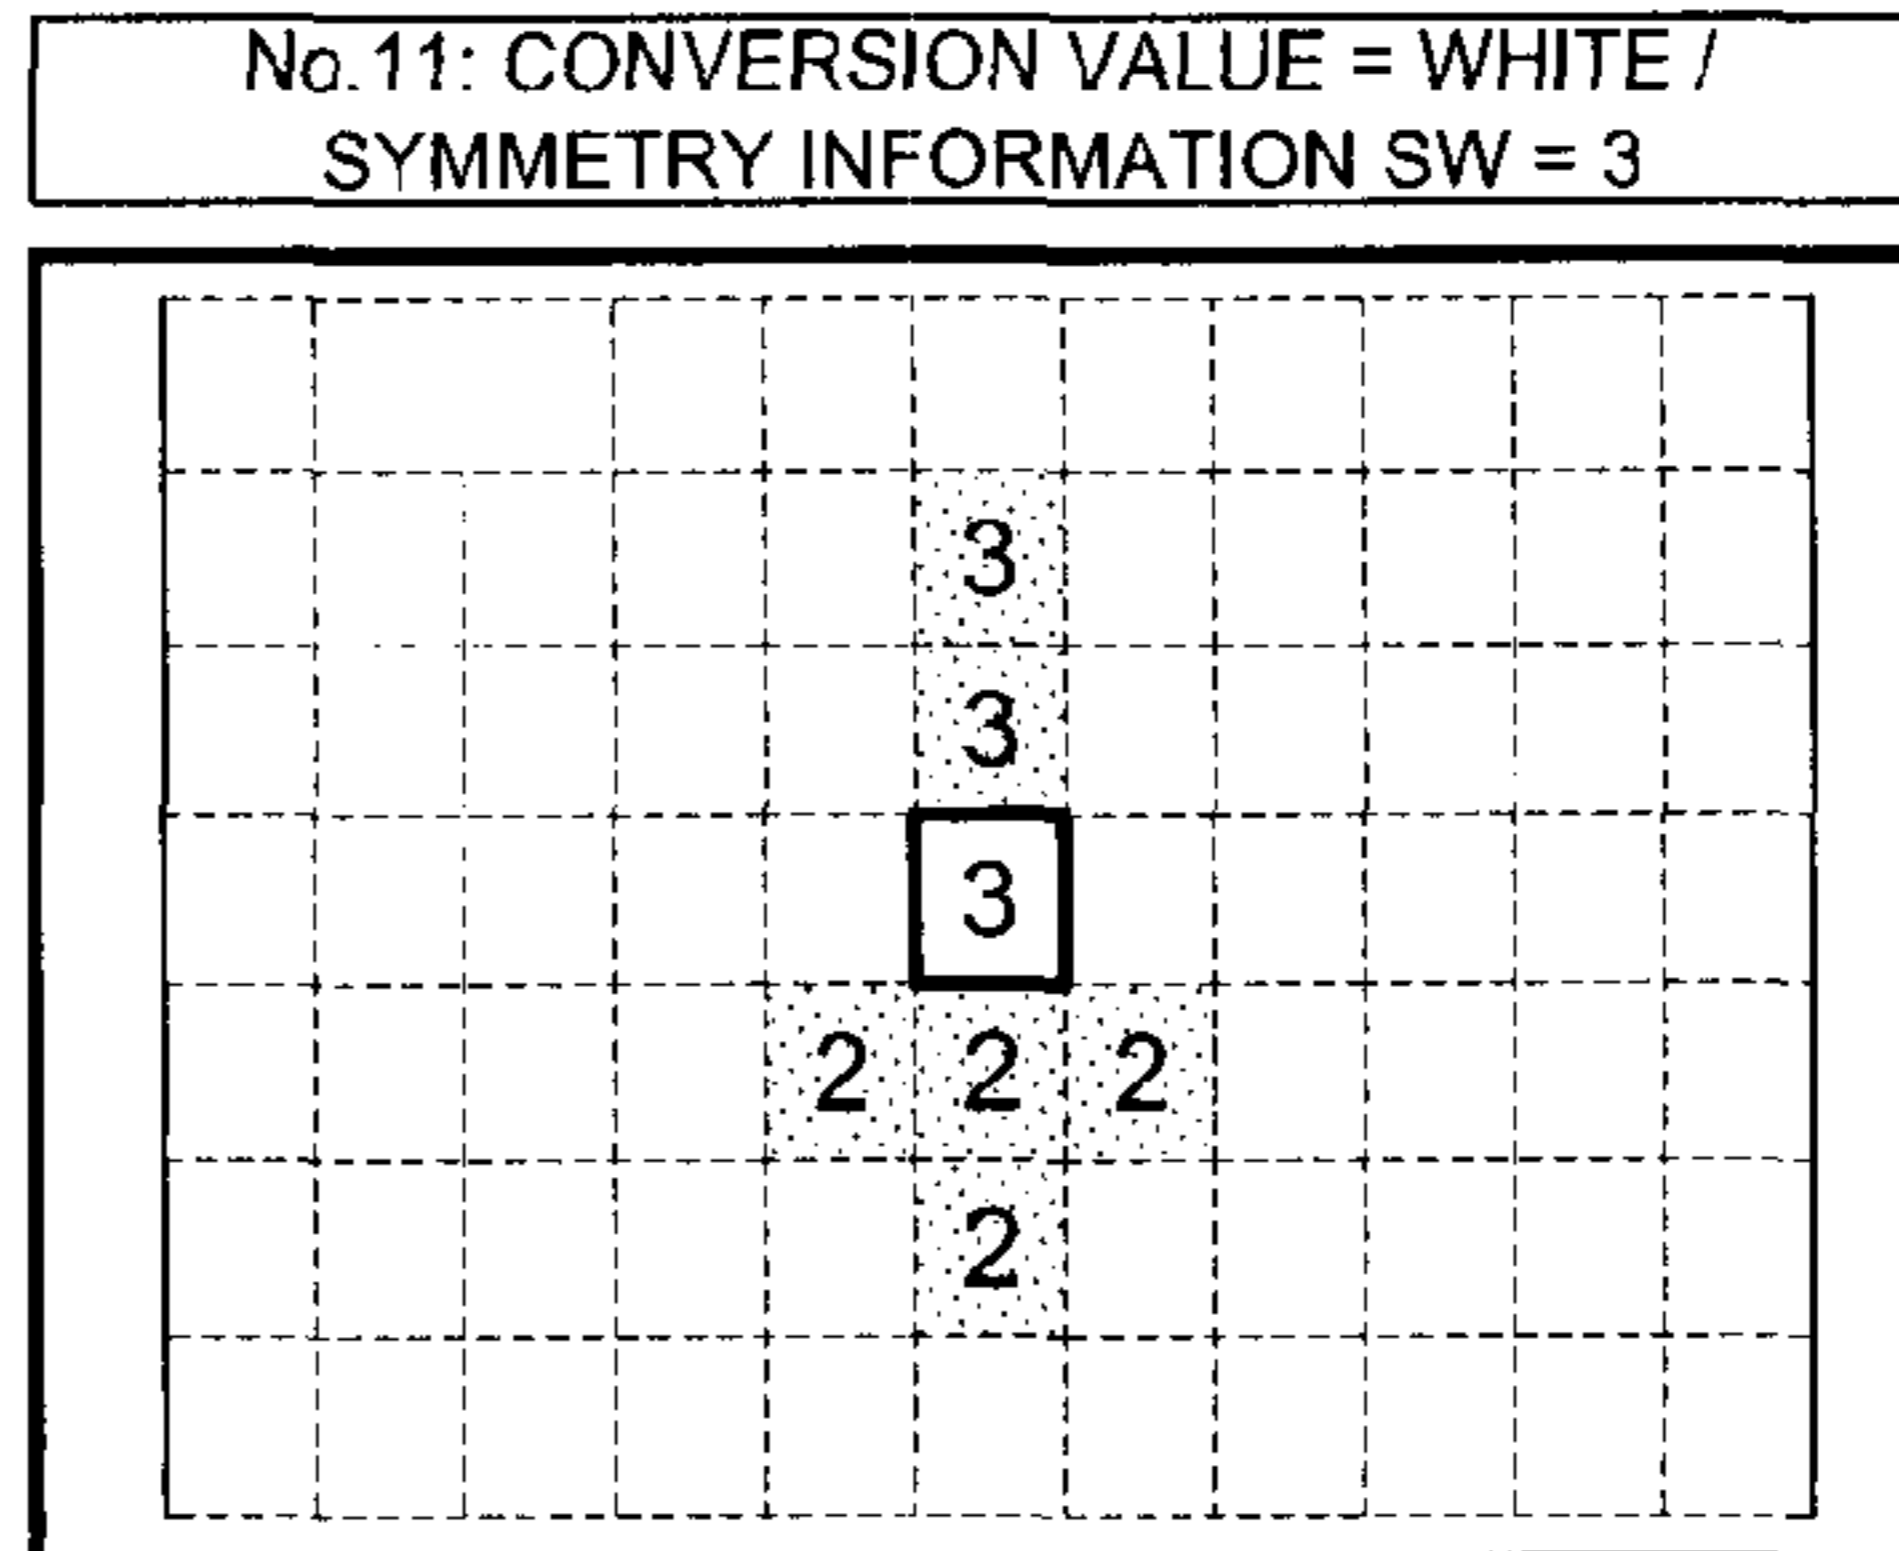 No.11: CONVERSION VALUE = WHITE /
SYMMETRY INFORMATION SW = 3
3
3
3
2 2 2
2